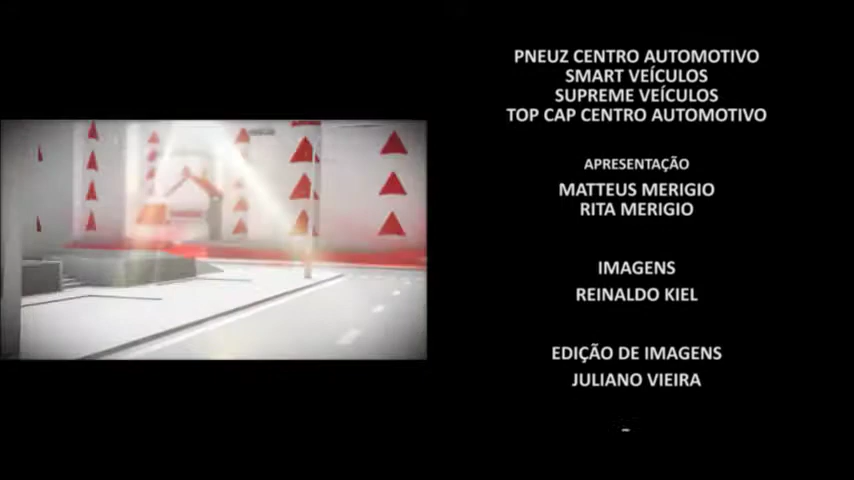 PNEUZ CENTRO AUTOMOTIVO
SMART VEÍCULOS
SUPREME VEÍCULOS
TOP CAP CENTRO AUTOMOTIVO
APRESENTAÇÃO
MATTEUS MERIGIO
RITA MERIGIO
IMAGENS
REINALDO KIEL
EDIÇÃO DE IMAGENS
JULIANO VIEIRA